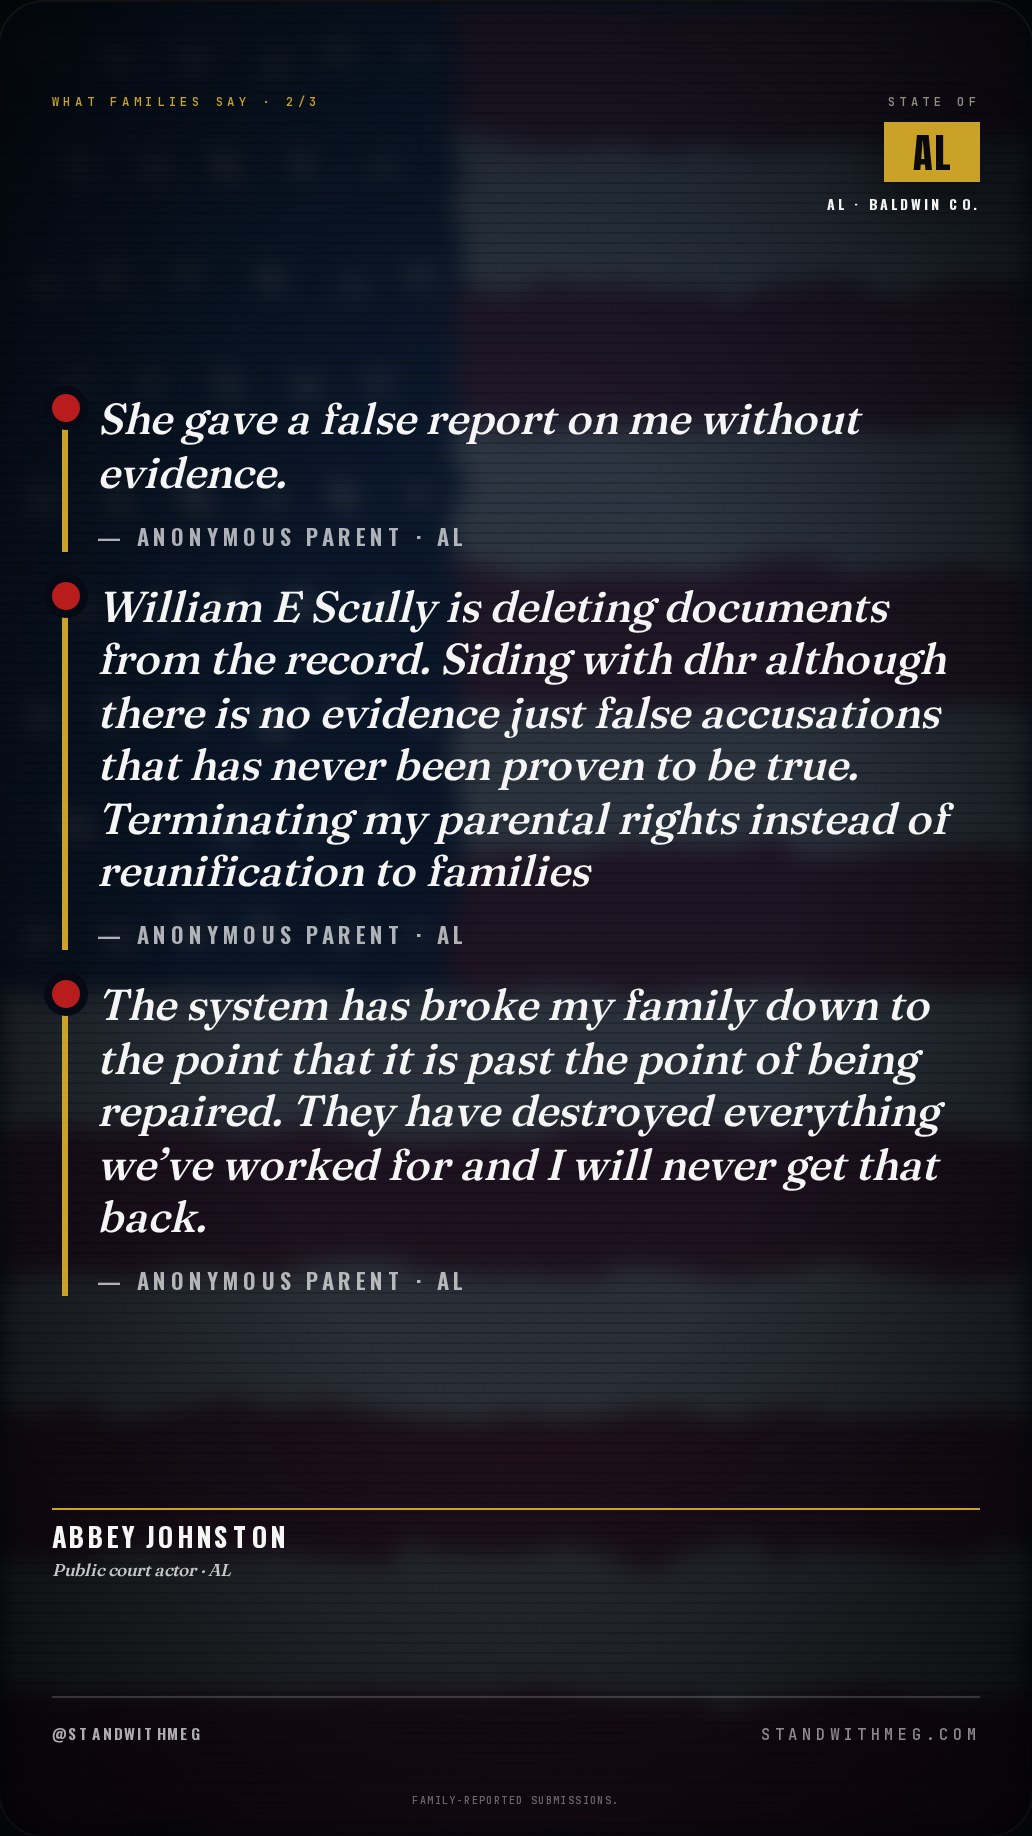 WHAT FAMILIES SAY · 2/3
STATE OF
AL
AL · BALDWIN CO.
She gave a false report on me without
evidence.
— ANONYMOUS PARENT · AL
William E Scully is deleting documents
from the record. Siding with dhr although
there is no evidence just false accusations
that has never been proven to be true.
Terminating my parental rights instead of
reunification to families
— ANONYMOUS PARENT · AL
The system has broke my family down to
the point that it is past the point of being
repaired. They have destroyed everything
we’ve worked for and I will never get that
back.
— ANONYMOUS PARENT · AL
ABBEY JOHNSTON
Public court actor · AL
@STANDWITHMEG
STANDWITHMEG.COM
FAMILY-REPORTED SUBMISSIONS.